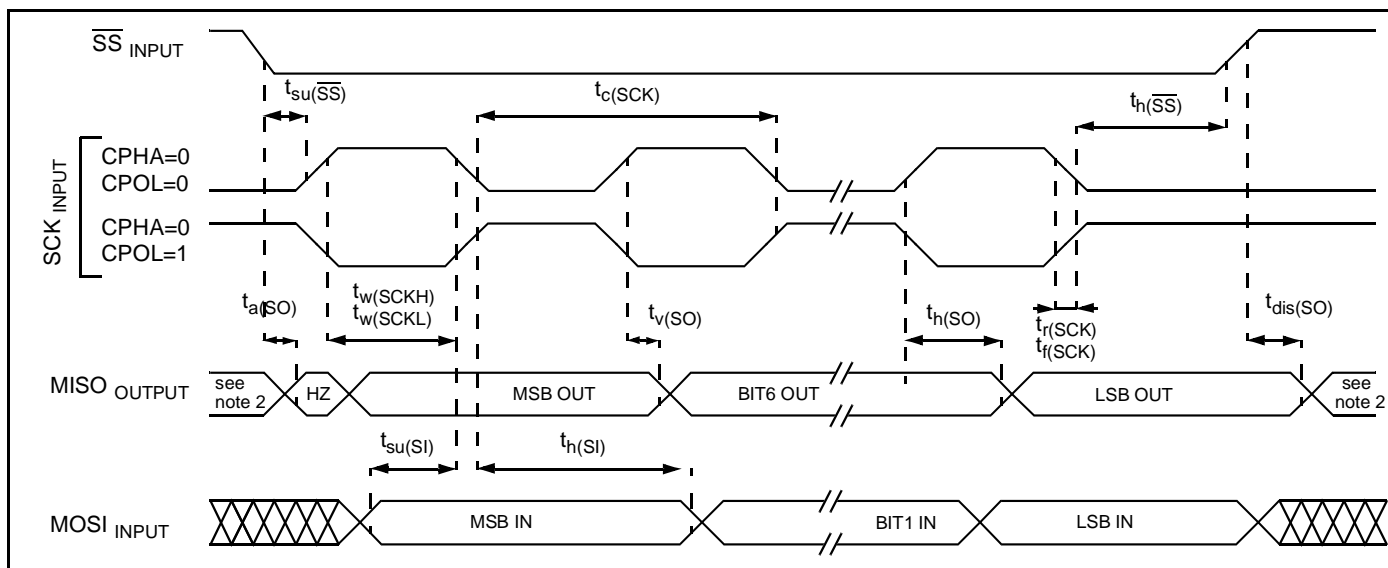 SS INPUT
tsu(SS)
tc(SCK)
th(SS)
SCK INPUT
CPHA=0
CPOL=0
CPHA=0
CPOL=1
ta(SO)
tw(SCKH)
tw(SCKL)
tv(SO)
th(SO)
tr(SCK)
tf(SCK)
tdis(SO)
MISO OUTPUT
see
note 2
HZ
MSB OUT
BIT6 OUT
LSB OUT
see
note 2
tsu(SI)
th(SI)
MOSI INPUT
MSB IN
BIT1 IN
LSB IN